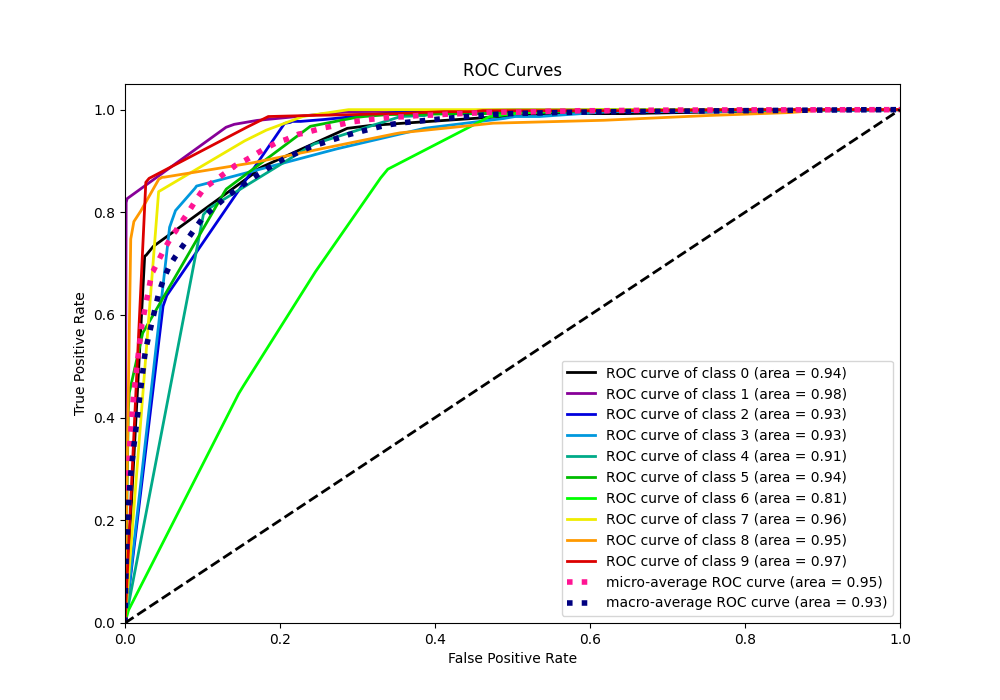 ROC Curves
True Positive Rate
1.0
0.8
0.6
0.4
0.2
0.0
0.0 0.2 0.4 0.6 0.8 1.0
False Positive Rate
ROC curve of class 0 (area = 0.94)
ROC curve of class 1 (area = 0.98)
ROC curve of class 2 (area = 0.93)
ROC curve of class 3 (area = 0.93)
ROC curve of class 4 (area = 0.91)
ROC curve of class 5 (area = 0.94)
ROC curve of class 6 (area = 0.81)
ROC curve of class 7 (area = 0.96)
ROC curve of class 8 (area = 0.95)
ROC curve of class 9 (area = 0.97)
micro-average ROC curve (area = 0.95)
macro-average ROC curve (area = 0.93)